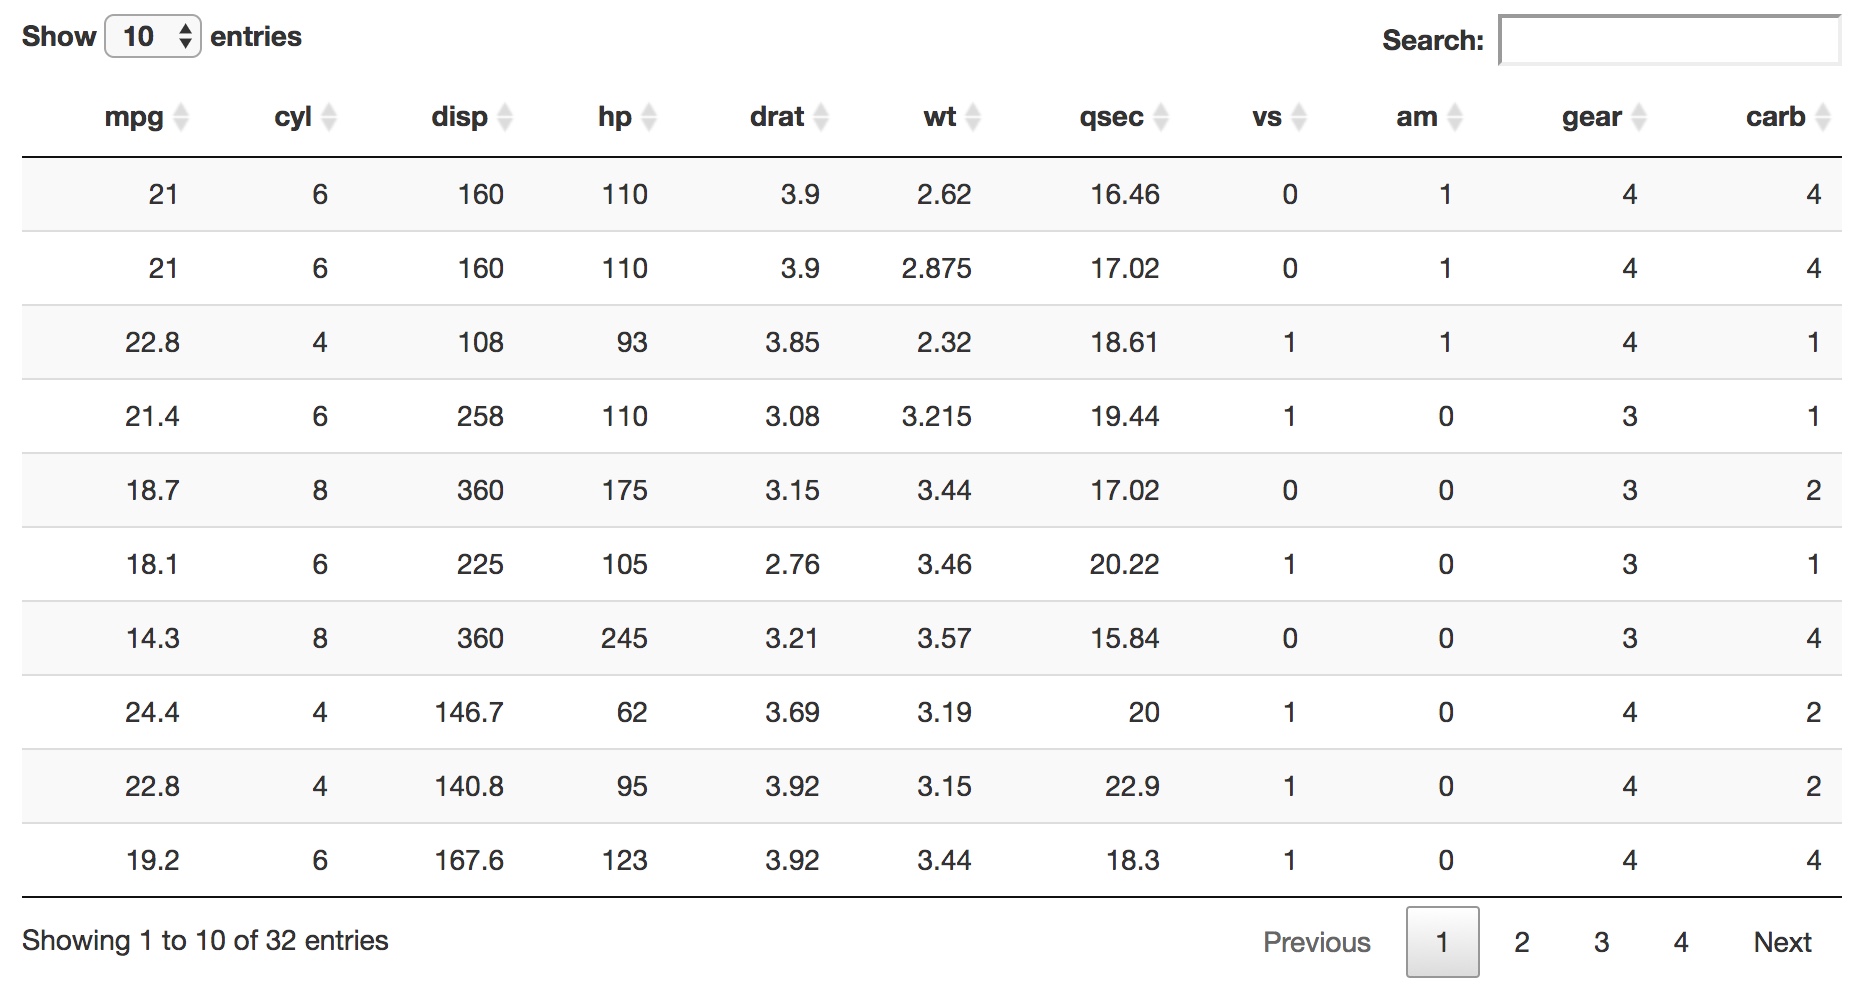 Show 10 entries Search:
mpg cyl disp hp drat wt qsec vs am gear carb
21 6 160 110 3.9 2.62 16.46 0 1 4 4
21 6 160 110 3.9 2.875 17.02 0 1 4 4
22.8 4 108 93 3.85 2.32 18.61 1 1 4 1
21.4 6 258 110 3.08 3.215 19.44 1 0 3 1
18.7 8 360 175 3.15 3.44 17.02 0 0 3 2
18.1 6 225 105 2.76 3.46 20.22 1 0 3 1
14.3 8 360 245 3.21 3.57 15.84 0 0 3 4
24.4 4 146.7 62 3.69 3.19 20 1 0 4 2
22.8 4 140.8 95 3.92 3.15 22.9 1 0 4 2
19.2 6 167.6 123 3.92 3.44 18.3 1 0 4 4
Showing 1 to 10 of 32 entries Previous 1 2 3 4 Next